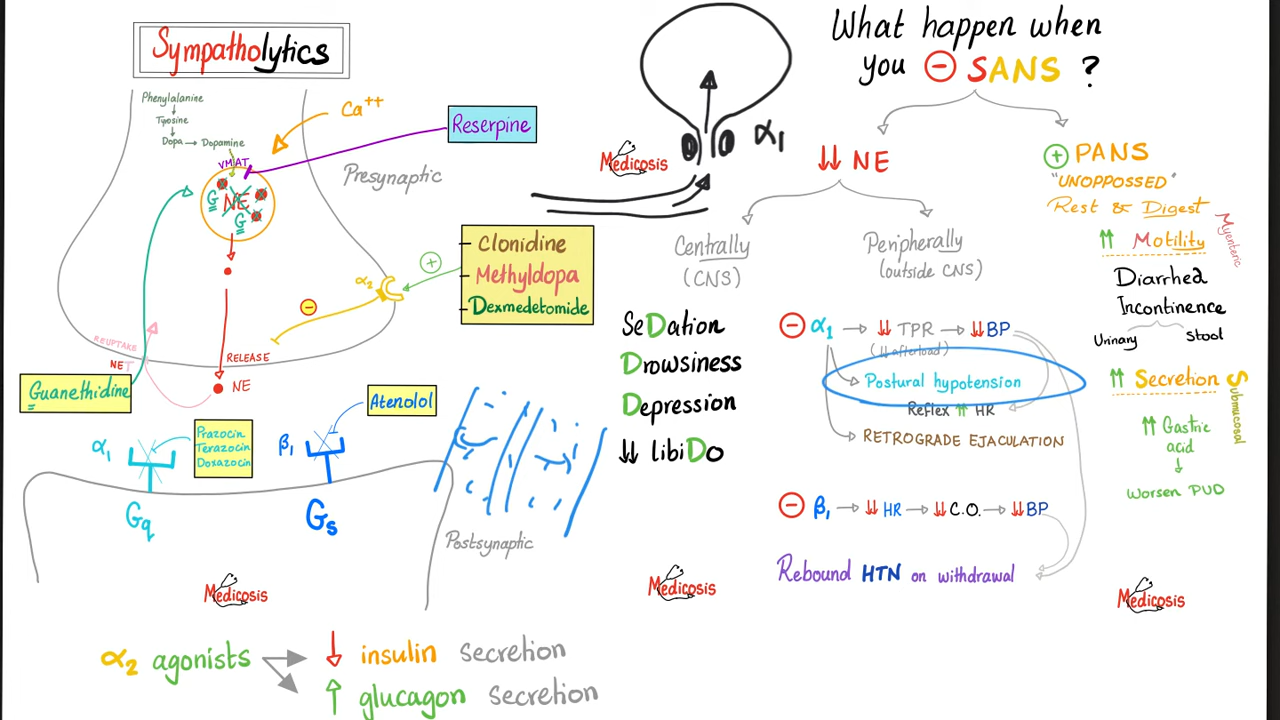 Sympatholytics
Phenylalanine
Tyrosine
Dopa → Dopamine
VMAT
Ca++
Reserpine
Presynaptic
G NE
G
Clonidine
Methyldopa
Dexmedetomide
α2
+
−
REUPTAKE
NET
RELEASE
NE
Guanethidine
Atenolol
Prazocin
Terazocin
Doxazocin
α1
β1
Gq
Gs
Postsynaptic
Medicosis
α2 agonists
↓ insulin secretion
↑ glucagon secretion
α1
Medicosis
What happen when
you − SANS ?
↓↓ NE
+ PANS
"UNOPPOSSED"
Rest & Digest
Centrally
(CNS)
Peripherally
(outside CNS)
↑↑ Motility
Myenteric
Diarrhea
Incontinence
Urinary Stool
SeDation
Drowsiness
Depression
↓↓ libiDo
− α1 → ↓↓ TPR → ↓↓ BP
(↓↓ afterload)
Postural hypotension
Reflex ↑ HR
RETROGRADE EJACULATION
↑↑ Secretion
Submucosal
↑↑ Gastric
acid
↓
Worsen PUD
− β1 → ↓↓ HR → ↓↓ C.O. → ↓↓ BP
Rebound HTN on withdrawal
Medicosis
Medicosis